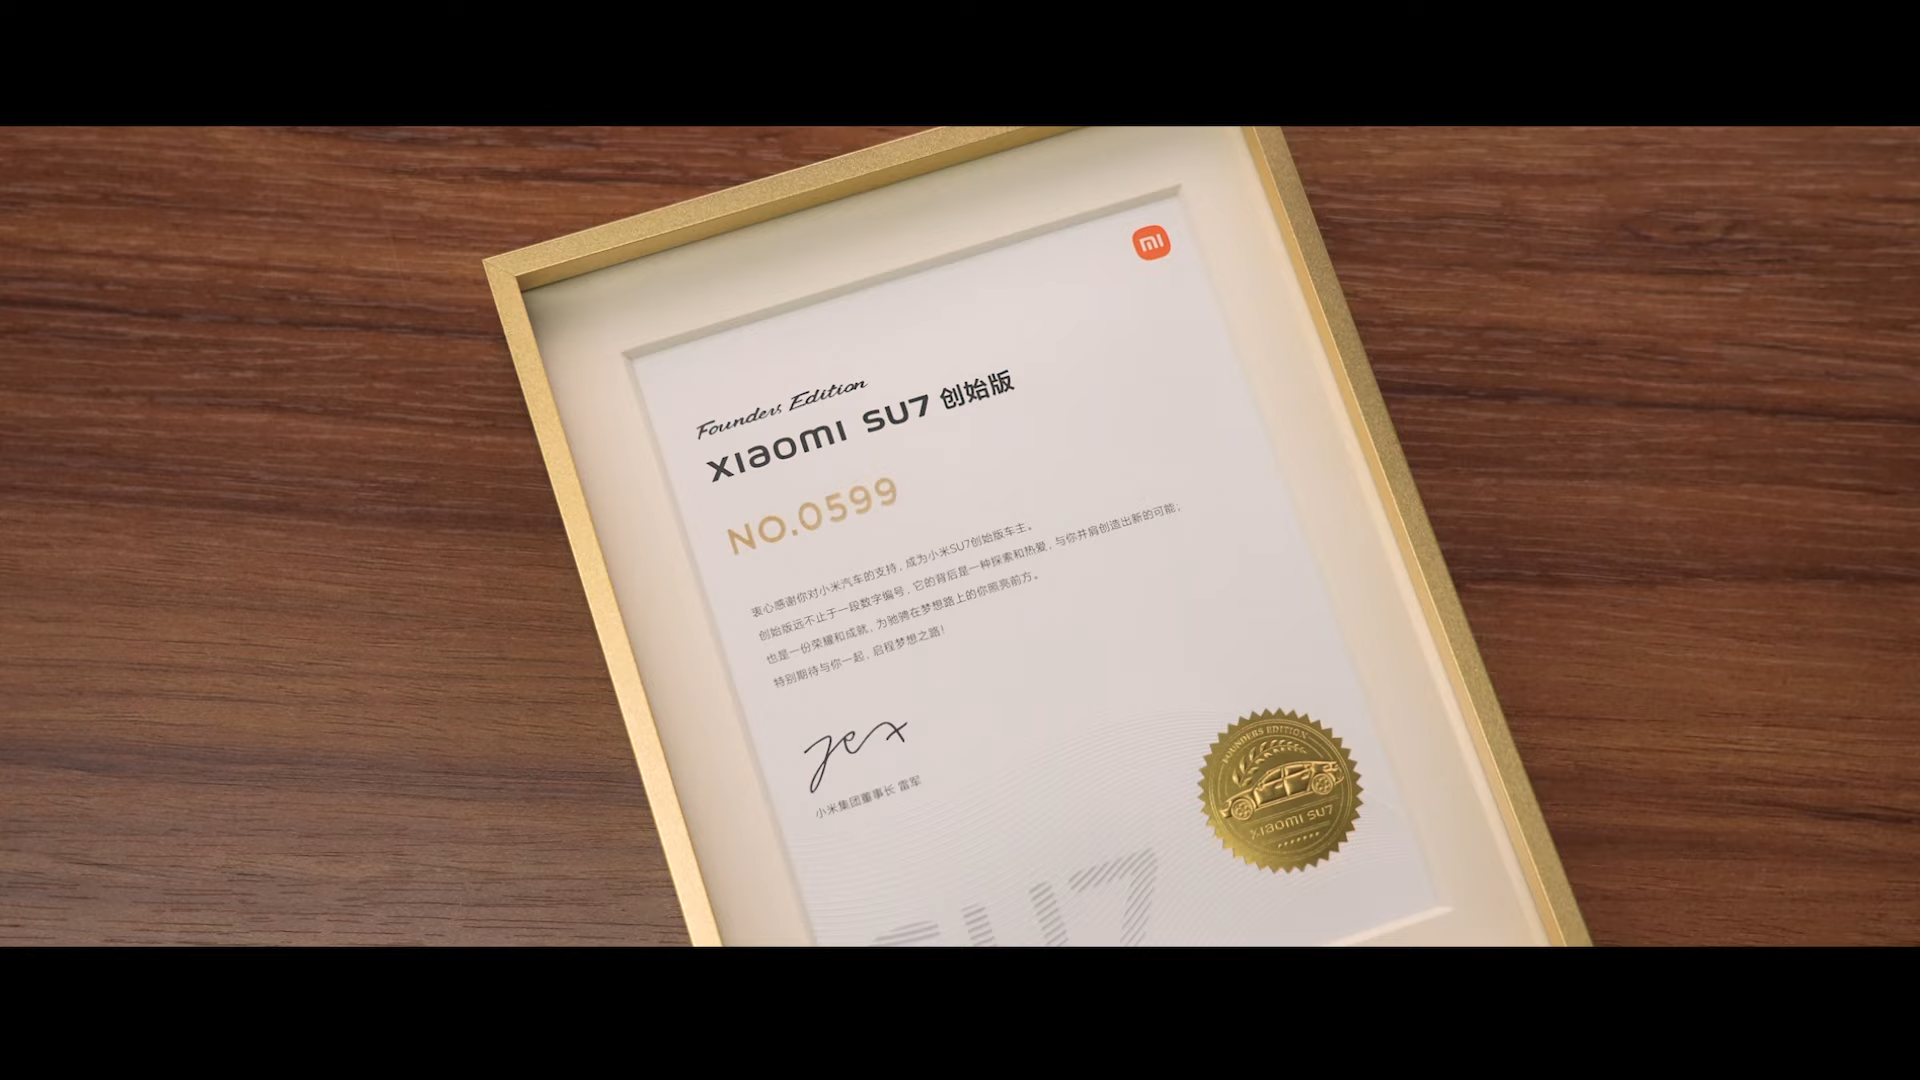 mi
Founders Edition
xiaomi SU7 创始版
NO.0599
衷心感谢你对小米汽车的支持，成为小米SU7创始版车主。
创始版远不止于一段数字编号，它的背后是一种探索和热爱，与你并肩创造出新的可能；
也是一份荣耀和成就，为驰骋在梦想路上的你照亮前方。
特别期待与你一起，启程梦想之路！
小米集团董事长 雷军
FOUNDERS EDITION
xiaomi SU7
SU7